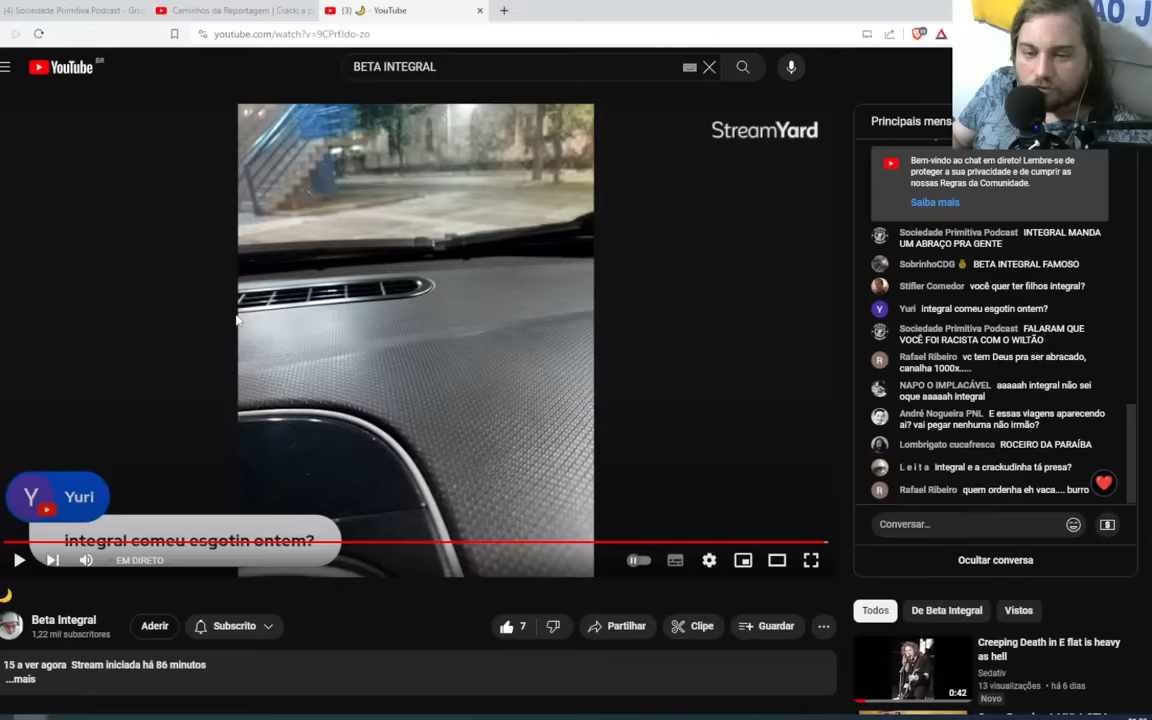 (4) Sociedade Primitiva Podcast - Gru
Caminhos da Reportagem | Crack: a p
(3) 🌙 - YouTube
youtube.com/watch?v=9CPrfJdo-zo
YouTube BR
BETA INTEGRAL
StreamYard
Principais mens
Bem-vindo ao chat em direto! Lembre-se de
proteger a sua privacidade e de cumprir as
nossas Regras da Comunidade.
Saiba mais
Sociedade Primitiva Podcast INTEGRAL MANDA
UM ABRAÇO PRA GENTE
SobrinhoCDG 💰 BETA INTEGRAL FAMOSO
Stifler Comedor você quer ter filhos integral?
Y Yuri integral comeu esgotin ontem?
Sociedade Primitiva Podcast FALARAM QUE
VOCÊ FOI RACISTA COM O WILTÃO
R Rafael Ribeiro vc tem Deus pra ser abracado,
canalha 1000x.....
NAPO O IMPLACÁVEL aaaaah integral não sei
oque aaaaah integral
André Nogueira PNL E essas viagens aparecendo
ai? vai pegar nenhuma não irmão?
Lombrigato cucafresca ROCEIRO DA PARAÍBA
L e i t a integral e a crackudinha tá presa?
R Rafael Ribeiro quem ordenha eh vaca.... burro
Conversar...
Ocultar conversa
Y Yuri
integral comeu esgotin ontem?
EM DIRETO
🌙
Beta Integral
1,22 mil subscritores
Aderir
Subscrito
7
Partilhar
Clipe
Guardar
15 a ver agora Stream iniciada há 86 minutos
...mais
Todos
De Beta Integral
Vistos
Creeping Death in E flat is heavy
as hell
Sedativ
13 visualizações • há 6 dias
Novo
0:42